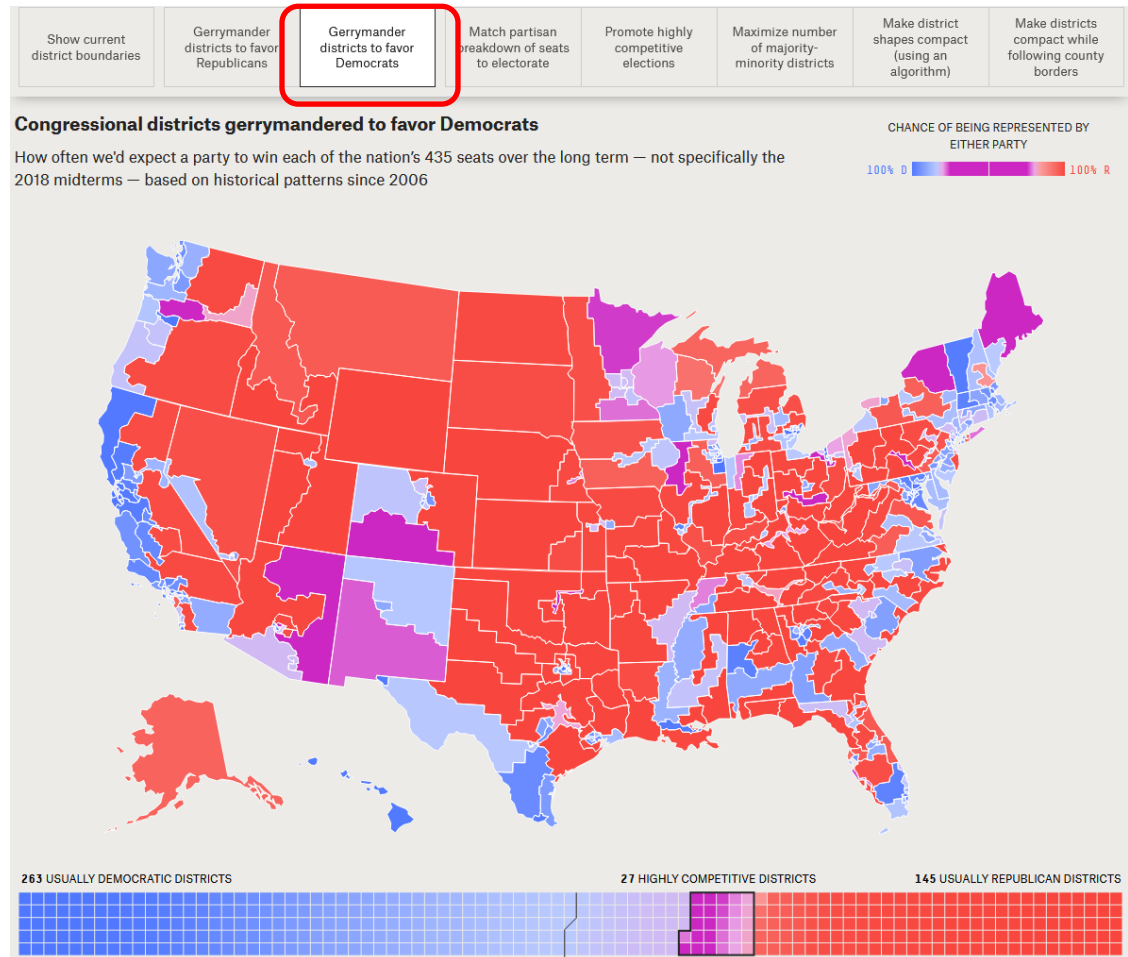 Show current
district boundaries
Gerrymander
districts to favor
Republicans
Gerrymander
districts to favor
Democrats
Match partisan
breakdown of seats
to electorate
Promote highly
competitive
elections
Maximize number
of majority-
minority districts
Make district
shapes compact
(using an
algorithm)
Make districts
compact while
following county
borders
Congressional districts gerrymandered to favor Democrats
How often we'd expect a party to win each of the nation's 435 seats over the long term — not specifically the
2018 midterms — based on historical patterns since 2006
CHANCE OF BEING REPRESENTED BY
EITHER PARTY
100% D
100% R
263 USUALLY DEMOCRATIC DISTRICTS
27 HIGHLY COMPETITIVE DISTRICTS
145 USUALLY REPUBLICAN DISTRICTS